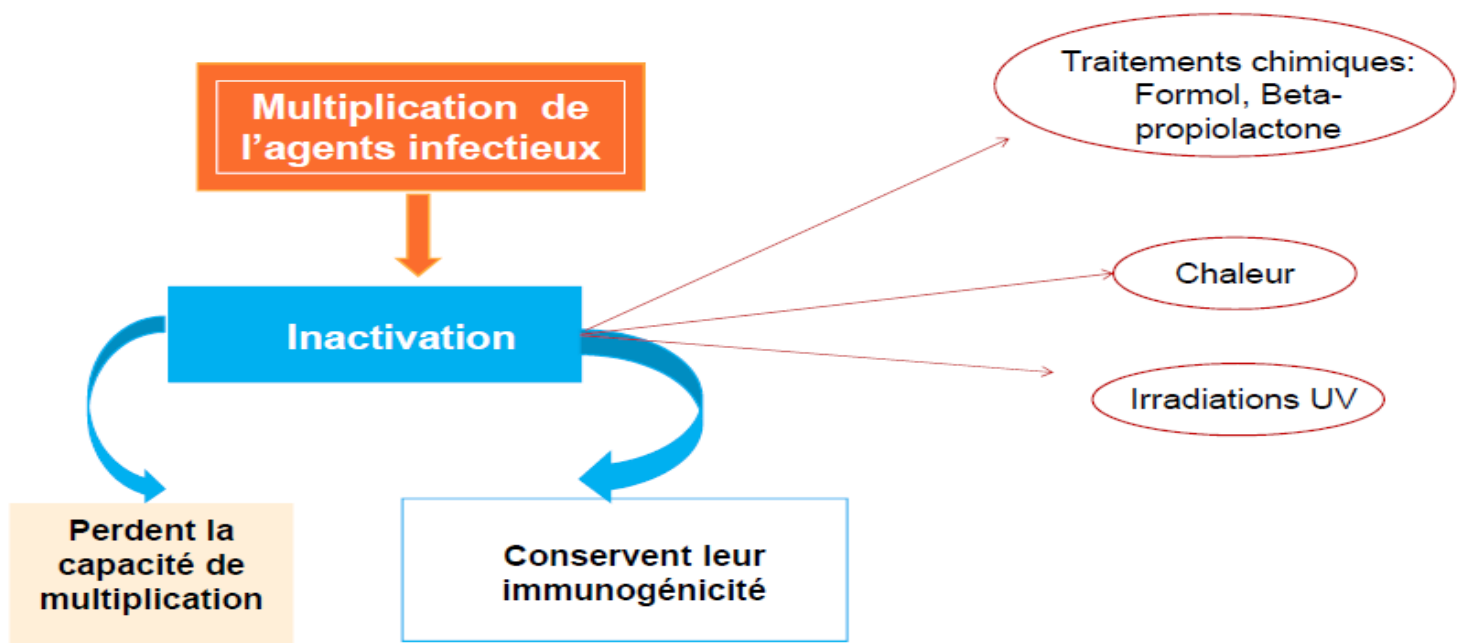 Multiplication de
l’agents infectieux
Traitements chimiques:
Formol, Beta-
propiolactone
Chaleur
Inactivation
Irradiations UV
Perdent la
capacité de
multiplication
Conservent leur
immunogénicité